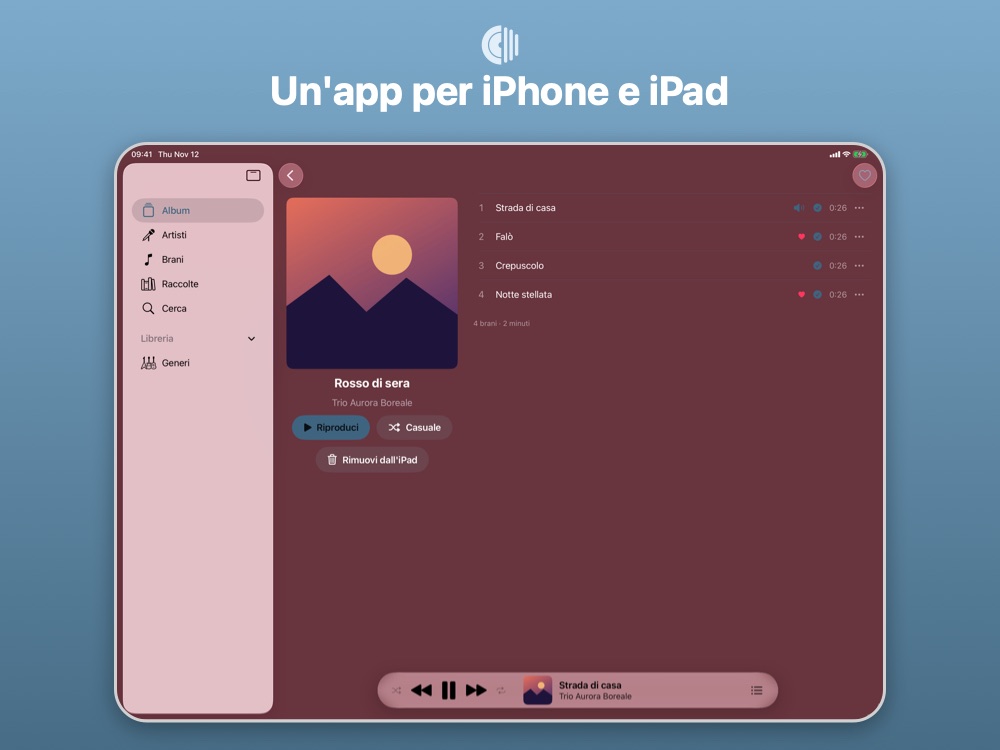 Un'app per iPhone e iPad
09:41 Thu Nov 12
Album
Artisti
Brani
Raccolte
Cerca
Libreria
Generi
Rosso di sera
Trio Aurora Boreale
Riproduci
Casuale
Rimuovi dall'iPad
1 Strada di casa 0:26
2 Falò 0:26
3 Crepuscolo 0:26
4 Notte stellata 0:26
4 brani · 2 minuti
Strada di casa
Trio Aurora Boreale